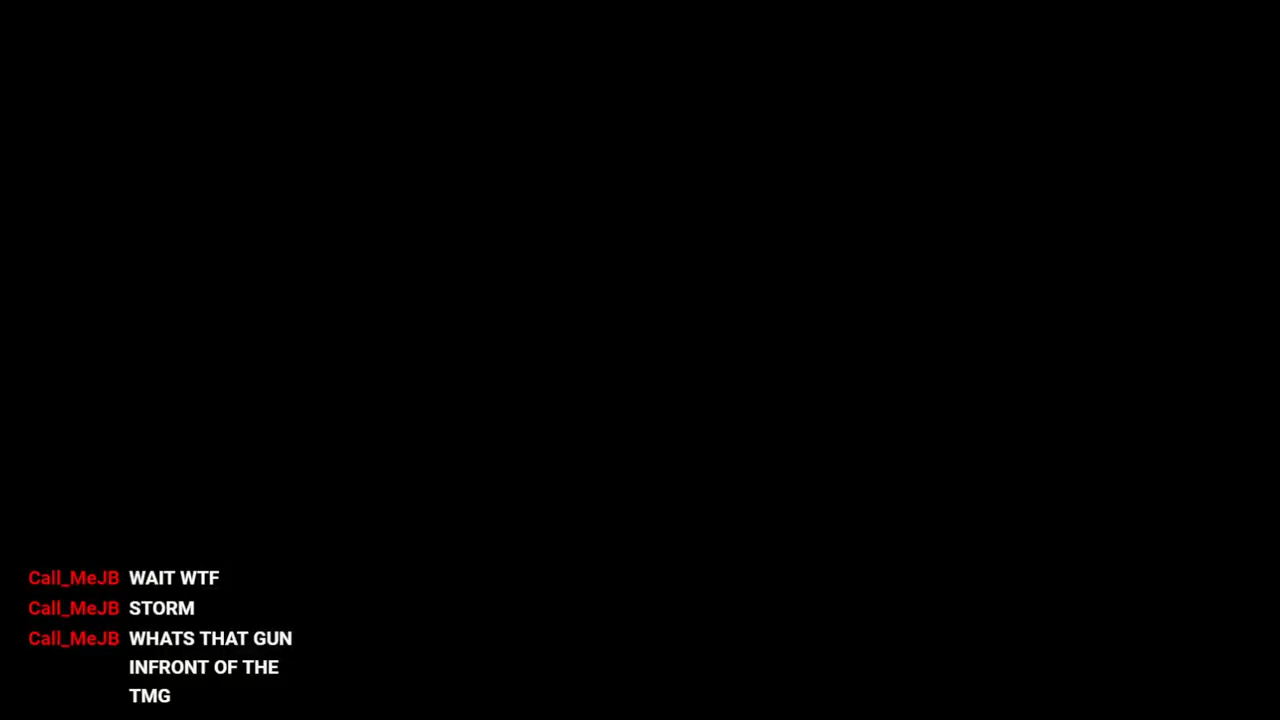 Call_MeJB WAIT WTF
Call_MeJB STORM
Call_MeJB WHATS THAT GUN
INFRONT OF THE
TMG